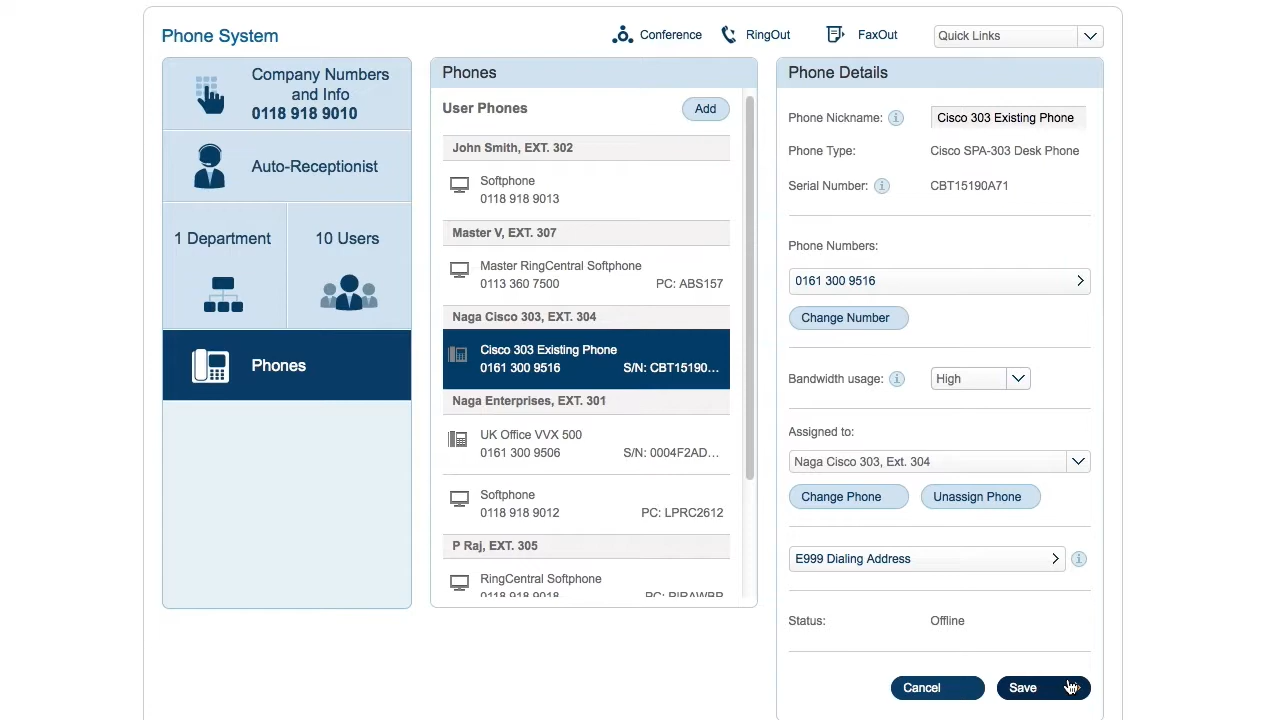 Phone System
Conference
RingOut
FaxOut
Quick Links
Company Numbers
and Info
0118 918 9010
Auto-Receptionist
1 Department
10 Users
Phones
Phones
User Phones
Add
John Smith, EXT. 302
Softphone
0118 918 9013
Master V, EXT. 307
Master RingCentral Softphone
0113 360 7500 PC: ABS157
Naga Cisco 303, EXT. 304
Cisco 303 Existing Phone
0161 300 9516 S/N: CBT15190...
Naga Enterprises, EXT. 301
UK Office VVX 500
0161 300 9506 S/N: 0004F2AD...
Softphone
0118 918 9012 PC: LPRC2612
P Raj, EXT. 305
RingCentral Softphone
0118 918 9018
Phone Details
Phone Nickname: Cisco 303 Existing Phone
Phone Type: Cisco SPA-303 Desk Phone
Serial Number: CBT15190A71
Phone Numbers:
0161 300 9516
Change Number
Bandwidth usage: High
Assigned to:
Naga Cisco 303, Ext. 304
Change Phone Unassign Phone
E999 Dialing Address
Status: Offline
Cancel Save